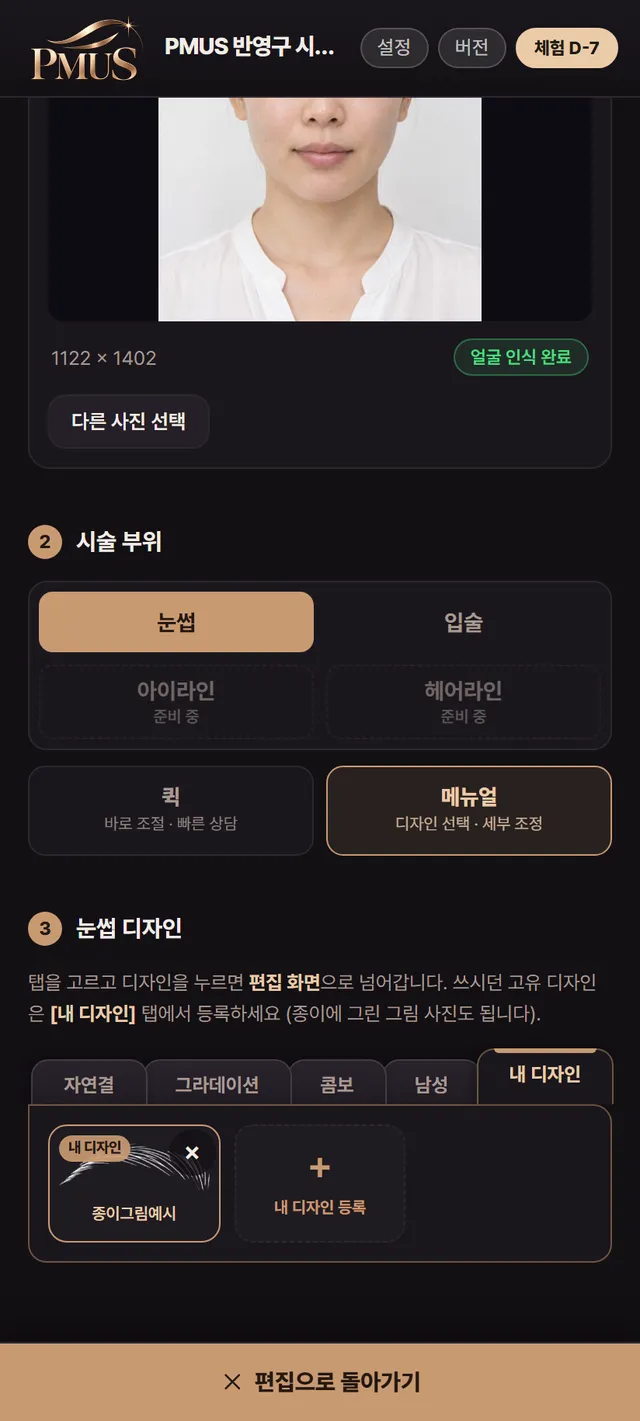 PMUS
PMUS 반영구 시...
설정
버전
체험 D-7
1122 × 1402
얼굴 인식 완료
다른 사진 선택
2 시술 부위
눈썹
입술
아이라인
준비 중
헤어라인
준비 중
퀵
바로 조절 · 빠른 상담
메뉴얼
디자인 선택 · 세부 조정
3 눈썹 디자인
탭을 고르고 디자인을 누르면 편집 화면으로 넘어갑니다. 쓰시던 고유 디자인
은 [내 디자인] 탭에서 등록하세요 (종이에 그린 그림 사진도 됩니다).
자연결
그라데이션
콤보
남성
내 디자인
내 디자인
×
종이그림예시
+
내 디자인 등록
× 편집으로 돌아가기